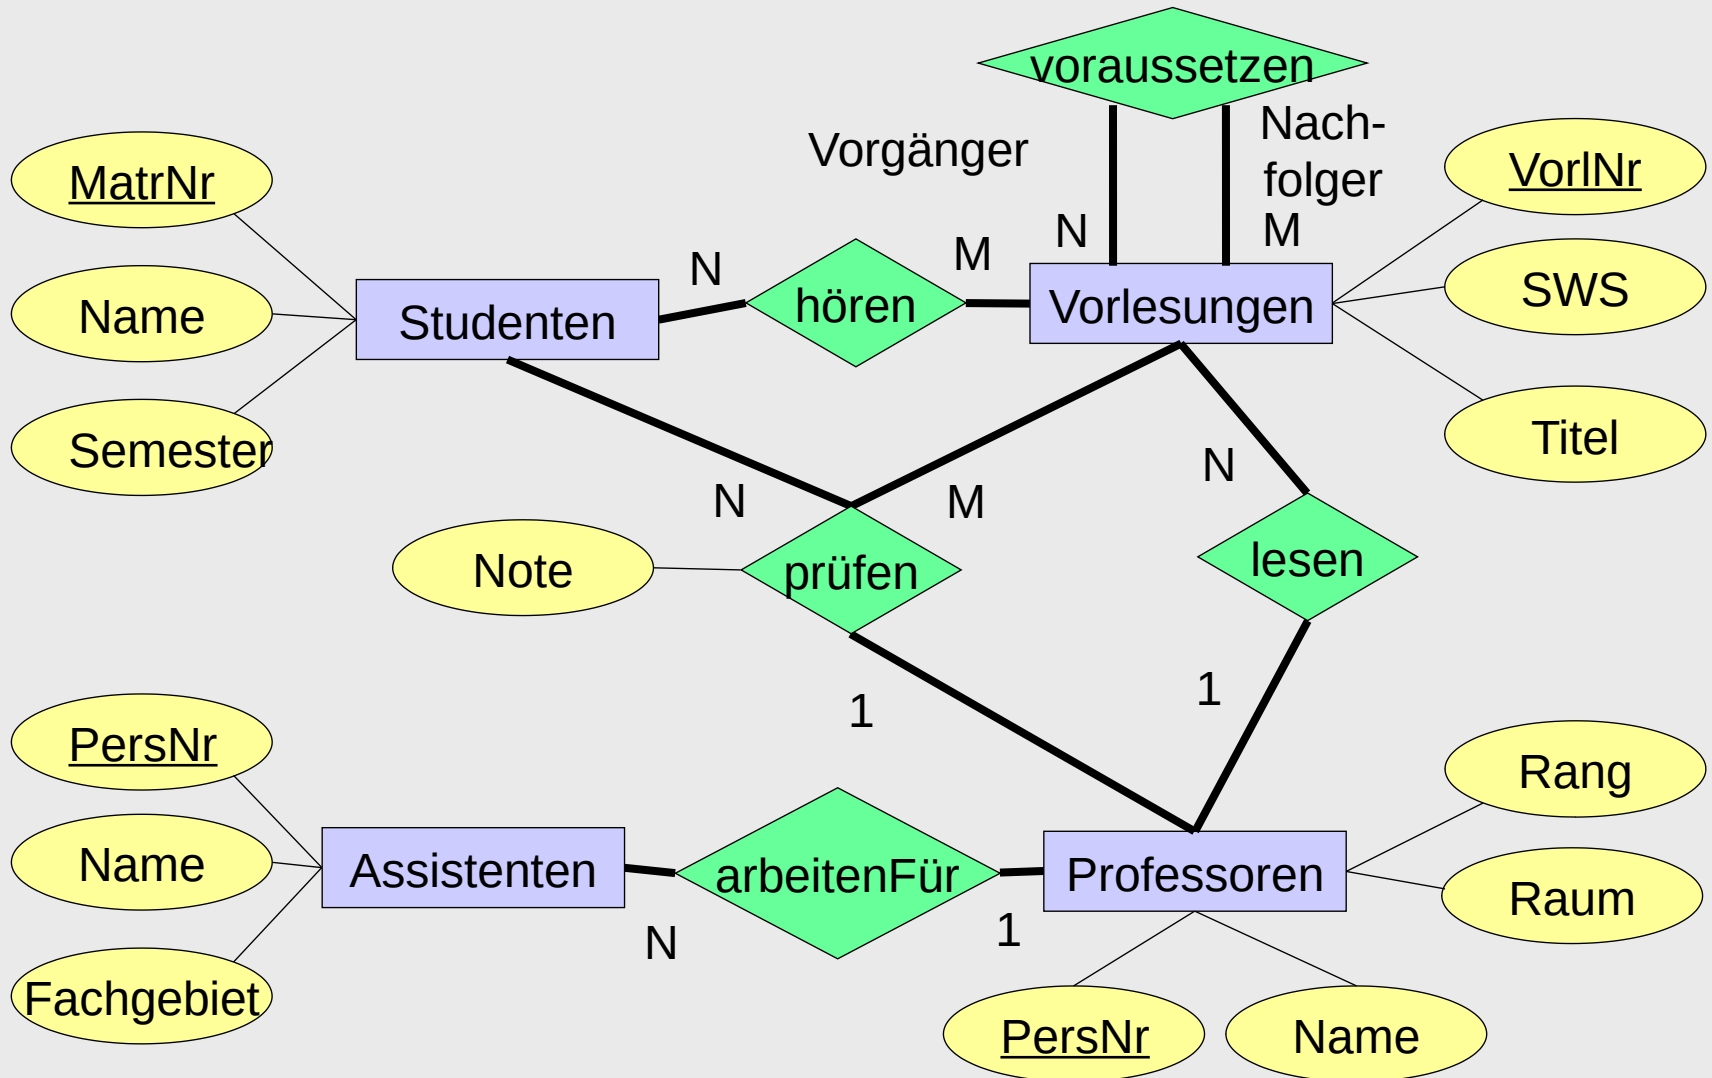 voraussetzen
Vorgänger
Nach-
folger
MatrNr
VorlNr
N
M
N
M
Name
Studenten
hören
Vorlesungen
SWS
Semester
Titel
N
M
N
Note
prüfen
lesen
1
1
PersNr
Rang
Name
Assistenten
arbeitenFür
Professoren
Raum
N
1
Fachgebiet
PersNr
Name